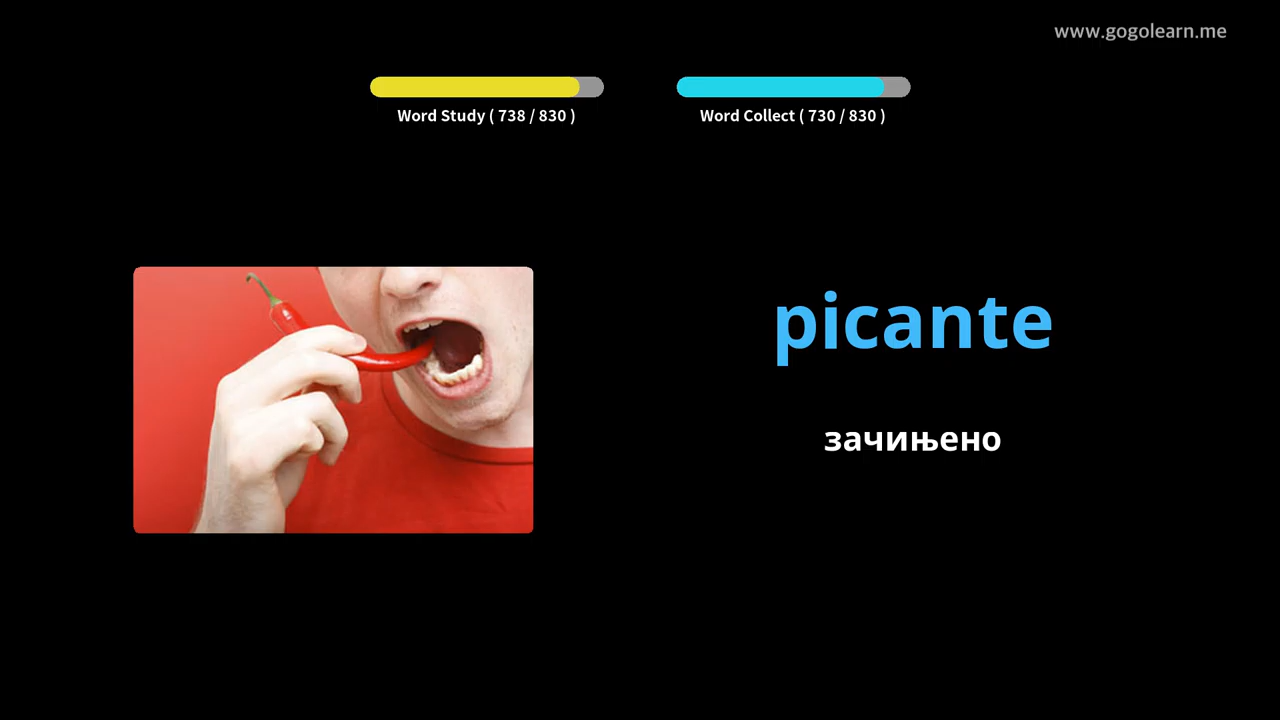 www.gogolearn.me
Word Study ( 738 / 830 )
Word Collect ( 730 / 830 )
picante
зачињено